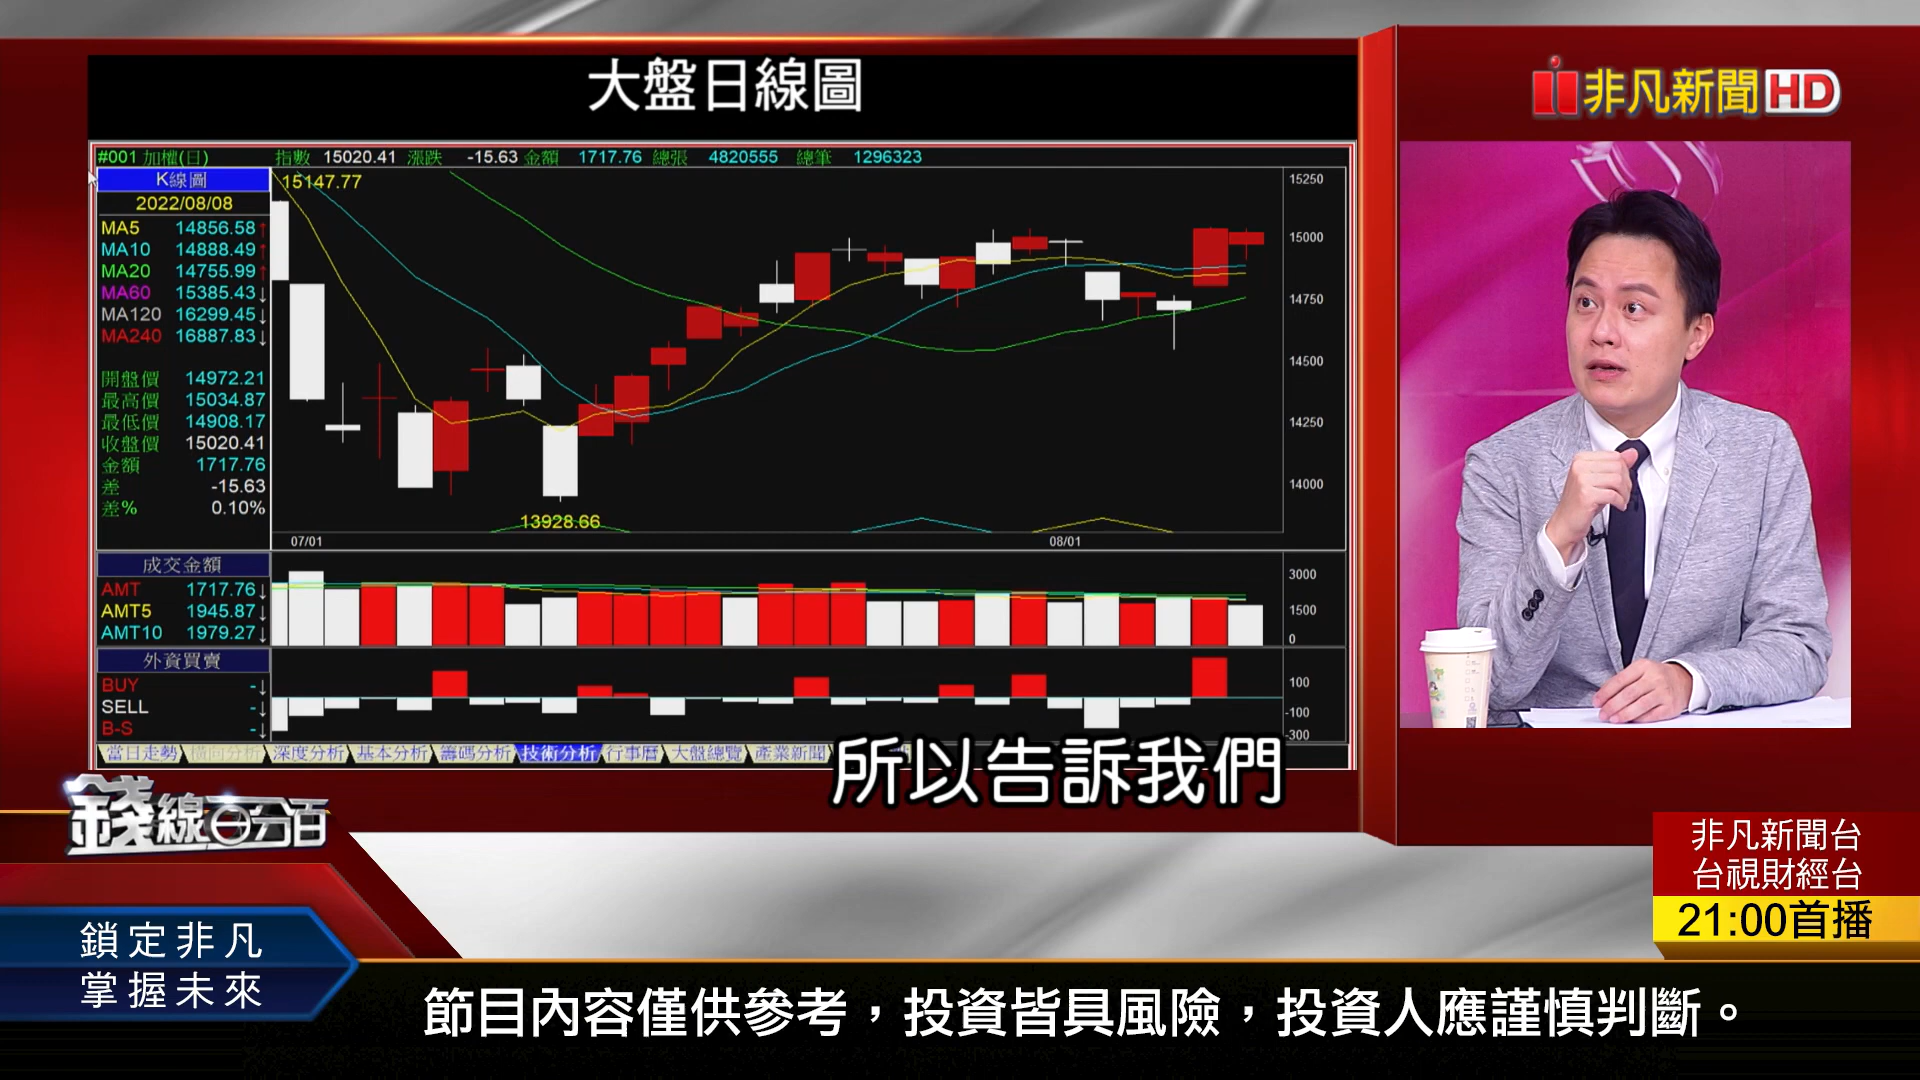 大盤日線圖
非凡新聞HD
#001 加權(日) 指數 15020.41 漲跌 -15.63 金額 1717.76 總張 4820555 總筆 1296323
K線圖
2022/08/08
MA5 14856.58↑
MA10 14888.49↑
MA20 14755.99↑
MA60 15385.43↓
MA120 16299.45↓
MA240 16887.83↓
開盤價 14972.21
最高價 15034.87
最低價 14908.17
收盤價 15020.41
金額 1717.76
差 -15.63
差% 0.10%
15147.77
13928.66
15250
15000
14750
14500
14250
14000
07/01
08/01
成交金額
AMT 1717.76↓
AMT5 1945.87↓
AMT10 1979.27↓
3000
1500
0
外資買賣
BUY -↓
SELL -↓
B-S -↓
100
-100
-300
當日走勢 橫向分析 深度分析 基本分析 籌碼分析 技術分析 行事曆 大盤總覽 產業新聞
所以告訴我們
錢線百分百
非凡新聞台
台視財經台
21:00首播
鎖定非凡
掌握未來
節目內容僅供參考，投資皆具風險，投資人應謹慎判斷。